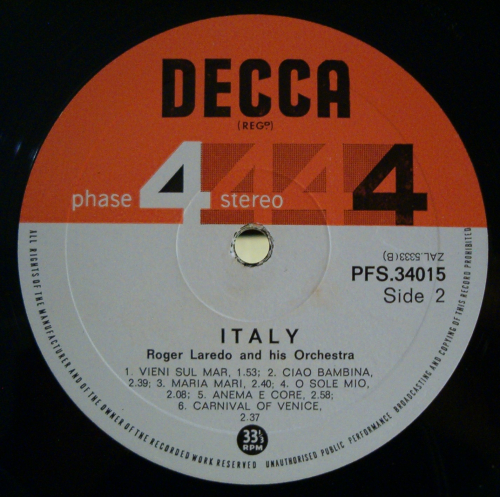 DECCA
(REGD)
phase 4 stereo 4
ZAL.5333(B)
PFS.34015
Side 2
ITALY
Roger Laredo and his Orchestra
1. VIENI SUL MAR, 1.53; 2. CIAO BAMBINA,
2.39; 3. MARIA MARI, 2.40; 4. O SOLE MIO,
2.08; 5. ANEMA E CORE, 2.58;
6. CARNIVAL OF VENICE,
2.37
33⅓
RPM
ALL RIGHTS OF THE MANUFACTURER AND OF THE OWNER OF THE RECORDED WORK RESERVED UNAUTHORISED PUBLIC PERFORMANCE BROADCASTING AND COPYING OF THIS RECORD PROHIBITED